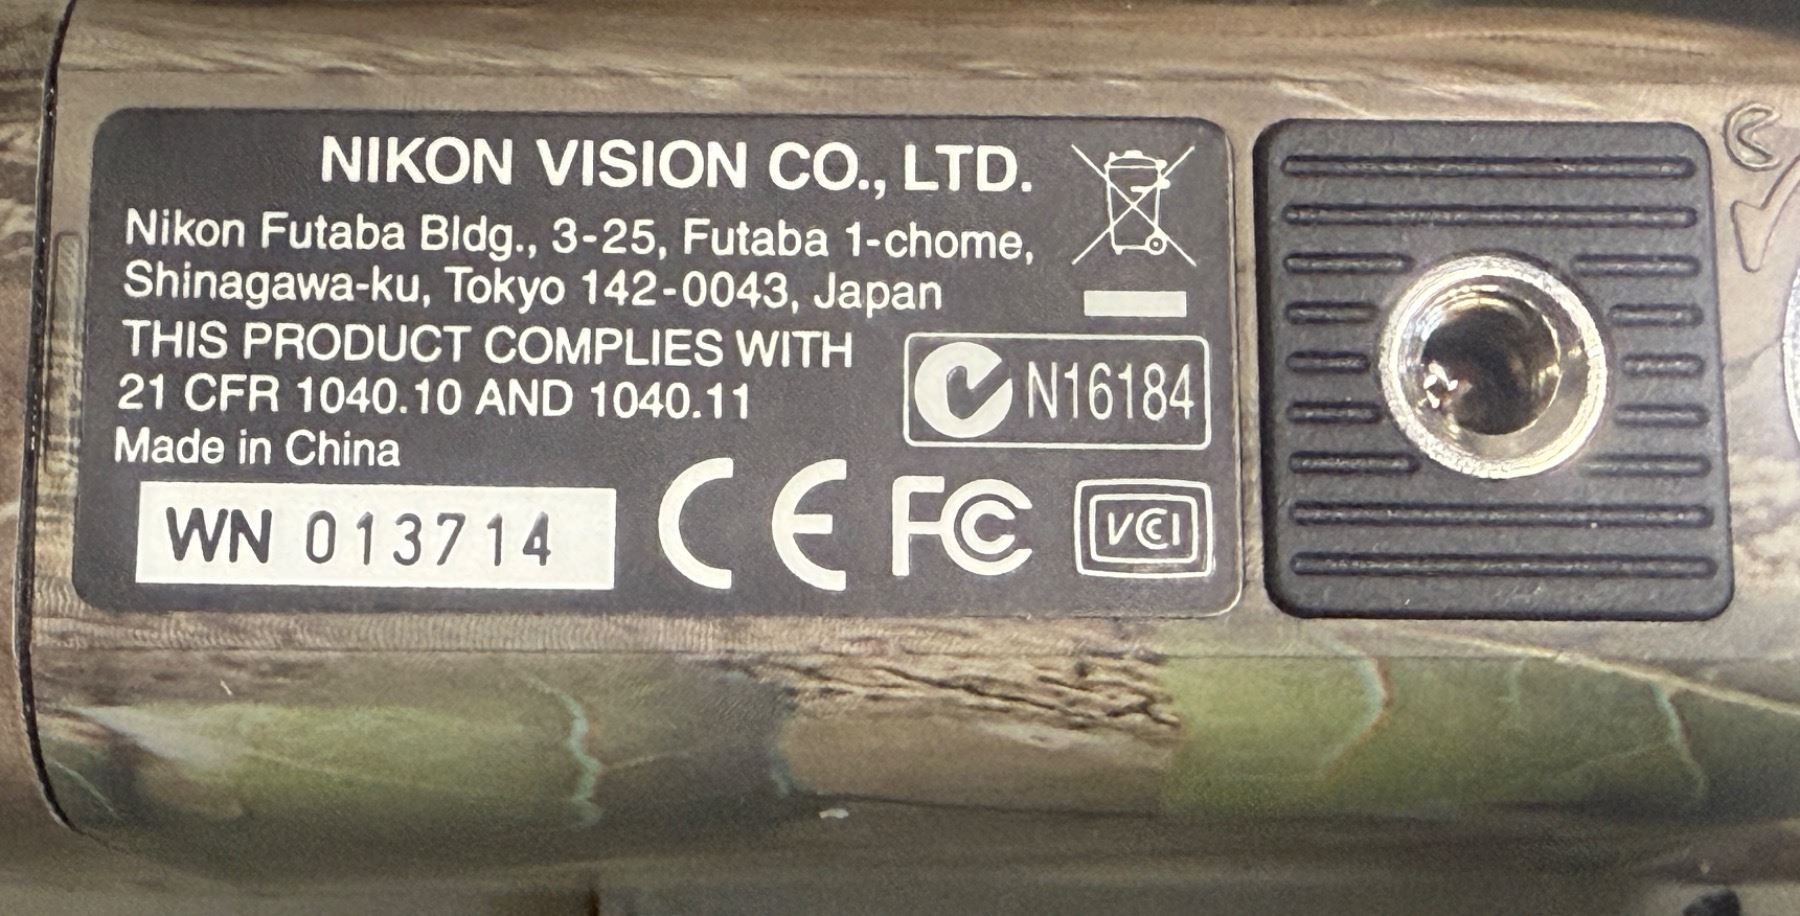 NIKON VISION CO., LTD.
Nikon Futaba Bldg., 3-25, Futaba 1-chome,
Shinagawa-ku, Tokyo 142-0043, Japan
THIS PRODUCT COMPLIES WITH
21 CFR 1040.10 AND 1040.11
N16184
Made in China
WN 013714
CE FC VCCI